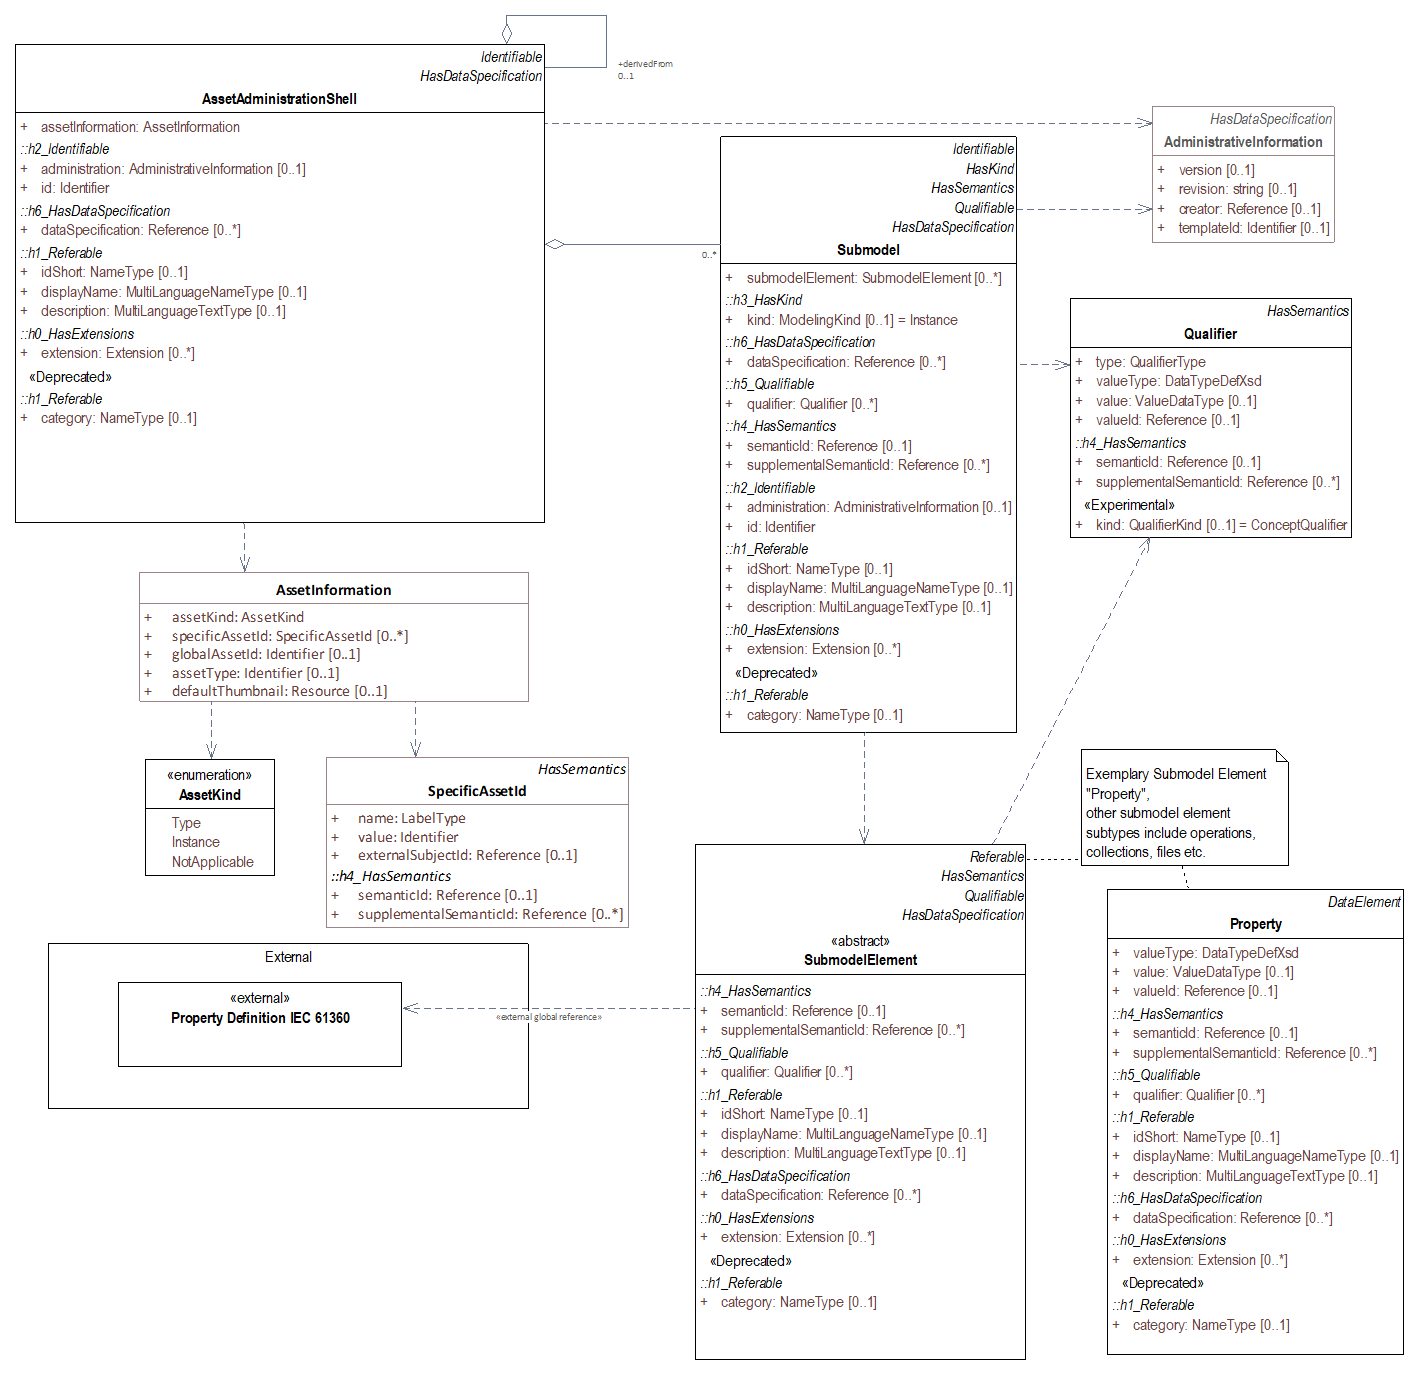 Identifiable
HasDataSpecification
AssetAdministrationShell
+ assetInformation: AssetInformation
::h2_Identifiable
+ administration: AdministrativeInformation [0..1]
+ id: Identifier
::h6_HasDataSpecification
+ dataSpecification: Reference [0..*]
::h1_Referable
+ idShort: NameType [0..1]
+ displayName: MultiLanguageNameType [0..1]
+ description: MultiLanguageTextType [0..1]
::h0_HasExtensions
+ extension: Extension [0..*]
«Deprecated»
::h1_Referable
+ category: NameType [0..1]
+derivedFrom
0..1
HasDataSpecification
AdministrativeInformation
+ version [0..1]
+ revision: string [0..1]
+ creator: Reference [0..1]
+ templateId: Identifier [0..1]
0..*
Identifiable
HasKind
HasSemantics
Qualifiable
HasDataSpecification
Submodel
+ submodelElement: SubmodelElement [0..*]
::h3_HasKind
+ kind: ModelingKind [0..1] = Instance
::h6_HasDataSpecification
+ dataSpecification: Reference [0..*]
::h5_Qualifiable
+ qualifier: Qualifier [0..*]
::h4_HasSemantics
+ semanticId: Reference [0..1]
+ supplementalSemanticId: Reference [0..*]
::h2_Identifiable
+ administration: AdministrativeInformation [0..1]
+ id: Identifier
::h1_Referable
+ idShort: NameType [0..1]
+ displayName: MultiLanguageNameType [0..1]
+ description: MultiLanguageTextType [0..1]
::h0_HasExtensions
+ extension: Extension [0..*]
«Deprecated»
::h1_Referable
+ category: NameType [0..1]
HasSemantics
Qualifier
+ type: QualifierType
+ valueType: DataTypeDefXsd
+ value: ValueDataType [0..1]
+ valueId: Reference [0..1]
::h4_HasSemantics
+ semanticId: Reference [0..1]
+ supplementalSemanticId: Reference [0..*]
«Experimental»
+ kind: QualifierKind [0..1] = ConceptQualifier
AssetInformation
+ assetKind: AssetKind
+ specificAssetId: SpecificAssetId [0..*]
+ globalAssetId: Identifier [0..1]
+ assetType: Identifier [0..1]
+ defaultThumbnail: Resource [0..1]
«enumeration»
AssetKind
Type
Instance
NotApplicable
HasSemantics
SpecificAssetId
+ name: LabelType
+ value: Identifier
+ externalSubjectId: Reference [0..1]
::h4_HasSemantics
+ semanticId: Reference [0..1]
+ supplementalSemanticId: Reference [0..*]
Exemplary Submodel Element
"Property",
other submodel element
subtypes include operations,
collections, files etc.
External
«external»
Property Definition IEC 61360
«external global reference»
Referable
HasSemantics
Qualifiable
HasDataSpecification
«abstract»
SubmodelElement
::h4_HasSemantics
+ semanticId: Reference [0..1]
+ supplementalSemanticId: Reference [0..*]
::h5_Qualifiable
+ qualifier: Qualifier [0..*]
::h1_Referable
+ idShort: NameType [0..1]
+ displayName: MultiLanguageNameType [0..1]
+ description: MultiLanguageTextType [0..1]
::h6_HasDataSpecification
+ dataSpecification: Reference [0..*]
::h0_HasExtensions
+ extension: Extension [0..*]
«Deprecated»
::h1_Referable
+ category: NameType [0..1]
DataElement
Property
+ valueType: DataTypeDefXsd
+ value: ValueDataType [0..1]
+ valueId: Reference [0..1]
::h4_HasSemantics
+ semanticId: Reference [0..1]
+ supplementalSemanticId: Reference [0..*]
::h5_Qualifiable
+ qualifier: Qualifier [0..*]
::h1_Referable
+ idShort: NameType [0..1]
+ displayName: MultiLanguageNameType [0..1]
+ description: MultiLanguageTextType [0..1]
::h6_HasDataSpecification
+ dataSpecification: Reference [0..*]
::h0_HasExtensions
+ extension: Extension [0..*]
«Deprecated»
::h1_Referable
+ category: NameType [0..1]